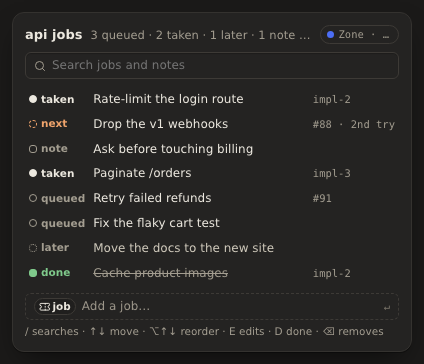 api jobs 3 queued · 2 taken · 1 later · 1 note … Zone · …
Search jobs and notes
taken Rate-limit the login route impl-2
next Drop the v1 webhooks #88 · 2nd try
note Ask before touching billing
taken Paginate /orders impl-3
queued Retry failed refunds #91
queued Fix the flaky cart test
later Move the docs to the new site
done Cache product images impl-2
job Add a job… ↵
/ searches · ↑↓ move · ⌥↑↓ reorder · E edits · D done · ⌫ removes